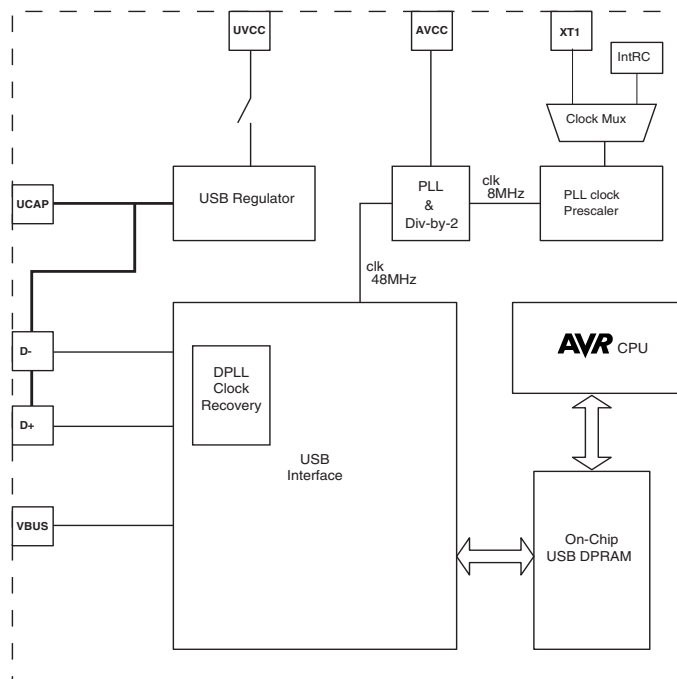 UVCC
AVCC
XT1
IntRC
Clock Mux
UCAP
USB Regulator
PLL
&
Div-by-2
clk
8MHz
PLL clock
Prescaler
clk
48MHz
D-
DPLL
Clock
Recovery
AVR CPU
D+
USB
Interface
VBUS
On-Chip
USB DPRAM